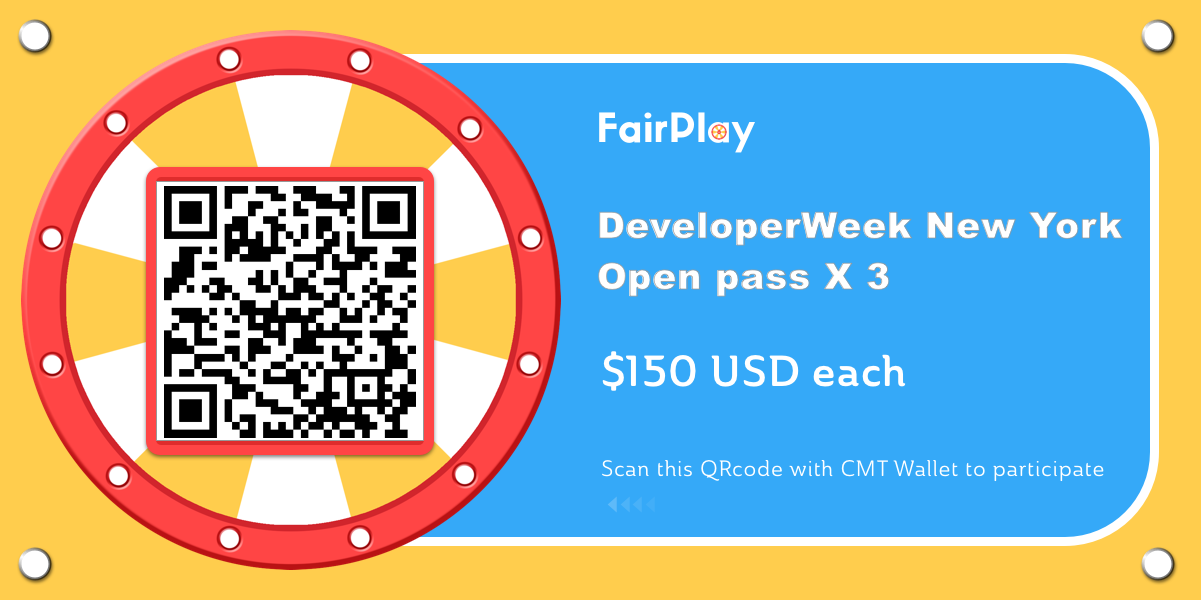 FairPlay
DeveloperWeek New York
Open pass X 3
$150 USD each
Scan this QRcode with CMT Wallet to participate